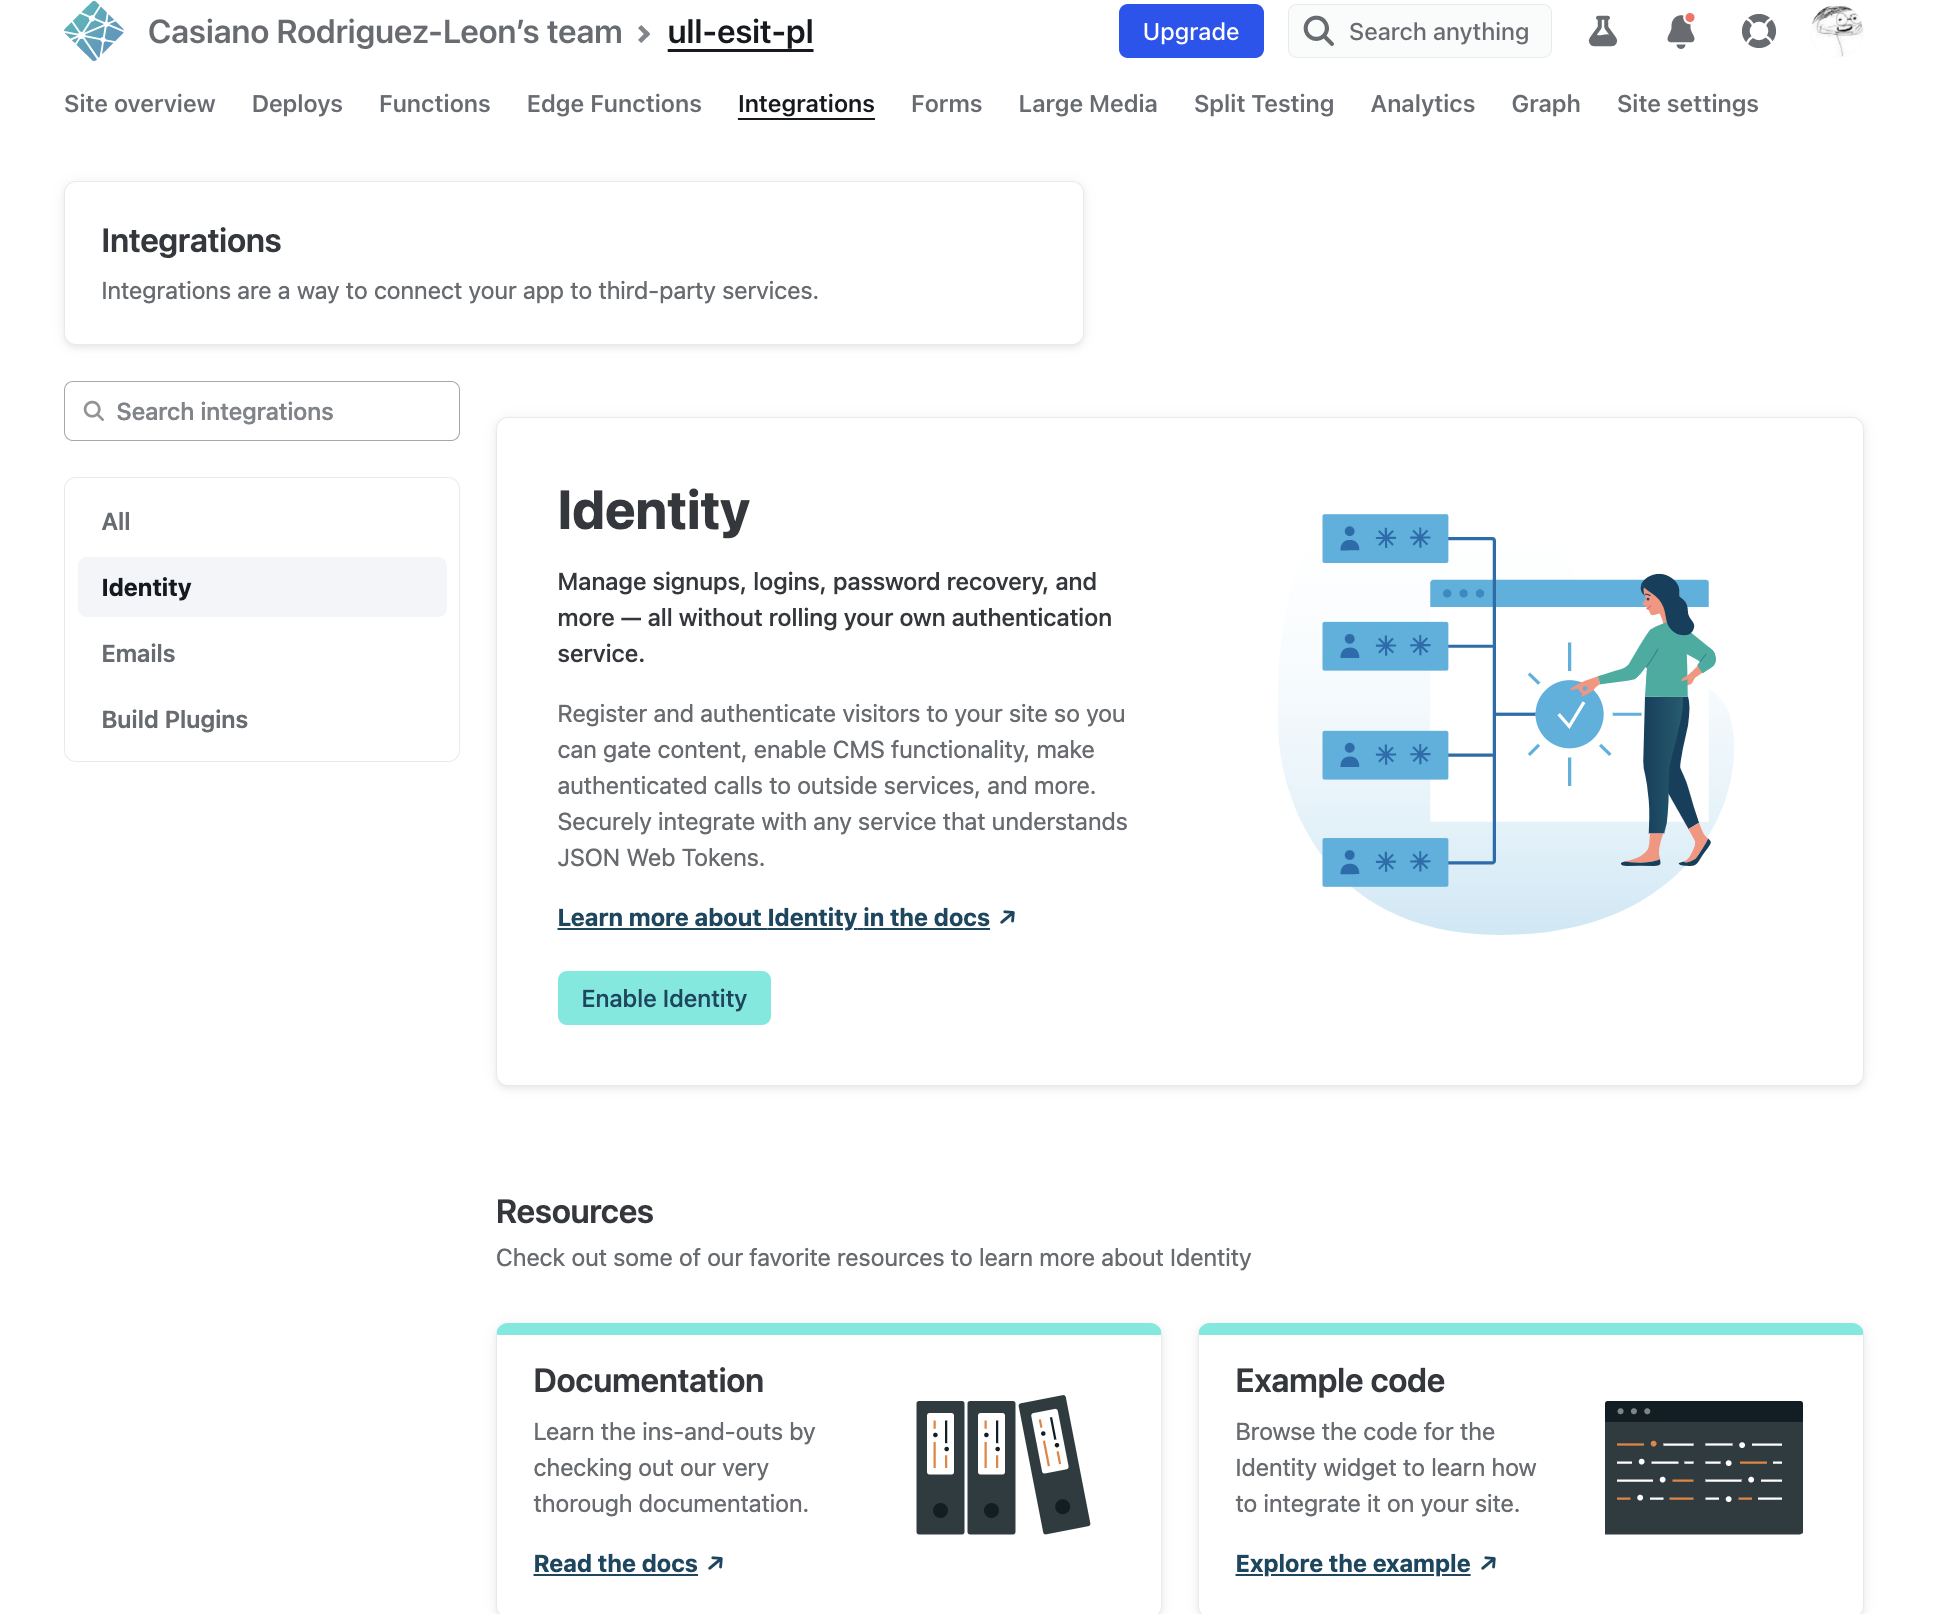 Casiano Rodriguez-Leon’s team > ull-esit-pl
Upgrade
Search anything
Site overview Deploys Functions Edge Functions Integrations Forms Large Media Split Testing Analytics Graph Site settings
Integrations
Integrations are a way to connect your app to third-party services.
Search integrations
All
Identity
Emails
Build Plugins
Identity
Manage signups, logins, password recovery, and
more — all without rolling your own authentication
service.
Register and authenticate visitors to your site so you
can gate content, enable CMS functionality, make
authenticated calls to outside services, and more.
Securely integrate with any service that understands
JSON Web Tokens.
Learn more about Identity in the docs
Enable Identity
Resources
Check out some of our favorite resources to learn more about Identity
Documentation
Learn the ins-and-outs by
checking out our very
thorough documentation.
Read the docs
Example code
Browse the code for the
Identity widget to learn how
to integrate it on your site.
Explore the example